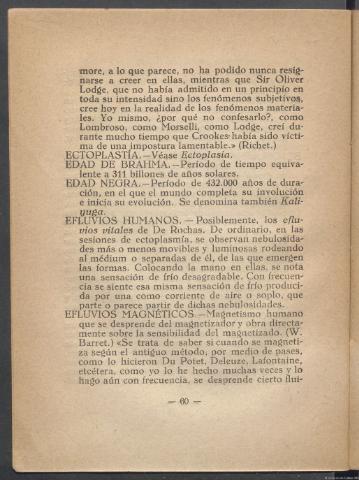 more, a lo que parece, no ha podido nunca resig-
narse a creer en ellas, mientras que Sir Oliver
Lodge, que no había admitido en un principio en
toda su intensidad sino los fenómenos subjetivos,
cree hoy en la realidad de los fenómenos materia-
les. Yo mismo, ¿por qué no confesarlo?, como
Lombroso, como Morselli, como Lodge, creí du-
rante mucho tiempo que Crookes había sido vícti-
ma de una impostura lamentable.» (Richet.)
ECTOPLASTÍA.—Véase Ectoplasia.
EDAD DE BRAHMA.—Período de tiempo equiva-
lente a 311 billones de años solares.
EDAD NEGRA.—Período de 432.000 años de dura-
ción, en el que el mundo completa su involución
e inicia su evolución. Se denomina también Kali-
yuga.
EFLUVIOS HUMANOS.—Posiblemente, los eflu-
vios vitales de De Rochas. De ordinario, en las
sesiones de ectoplasmía, se observan nebulosida-
des más o menos movibles y luminosas rodeando
al médium o separadas de él, de las que emergen
las formas. Colocando la mano en ellas, se nota
una sensación de frío desagradable. Con frecuen-
cia se siente esa misma sensación de frío produci-
da por una como corriente de aire o soplo, que
parte o parece partir de dichas nebulosidades.
EFLUVIOS MAGNÉTICOS.—Magnetismo humano
que se desprende del magnetizador y obra directa-
mente sobre la sensibilidad del magnetizado. (W.
Barret.) «Se trata de saber si cuando se magneti-
za según el antiguo método, por medio de pases,
como lo hicieron Du Potet, Deleuze, Lafontaine,
etcétera, como yo lo he hecho muchas veces y lo
hago aún con frecuencia, se desprende cierto flui-
— 60 —